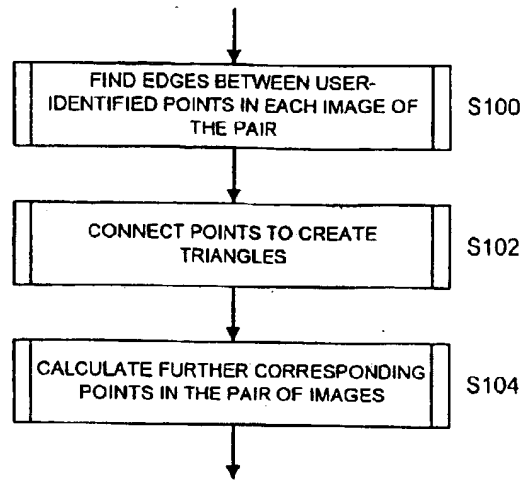 FIND EDGES BETWEEN USER-
IDENTIFIED POINTS IN EACH IMAGE OF
THE PAIR
S100
CONNECT POINTS TO CREATE
TRIANGLES
S102
CALCULATE FURTHER CORRESPONDING
POINTS IN THE PAIR OF IMAGES
S104